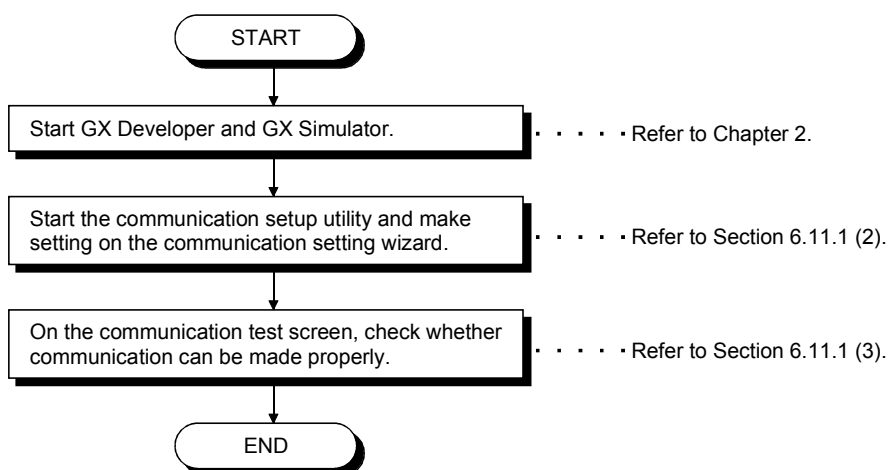 START
Start GX Developer and GX Simulator.
Refer to Chapter 2.
Start the communication setup utility and make
setting on the communication setting wizard.
Refer to Section 6.11.1 (2).
On the communication test screen, check whether
communication can be made properly.
Refer to Section 6.11.1 (3).
END